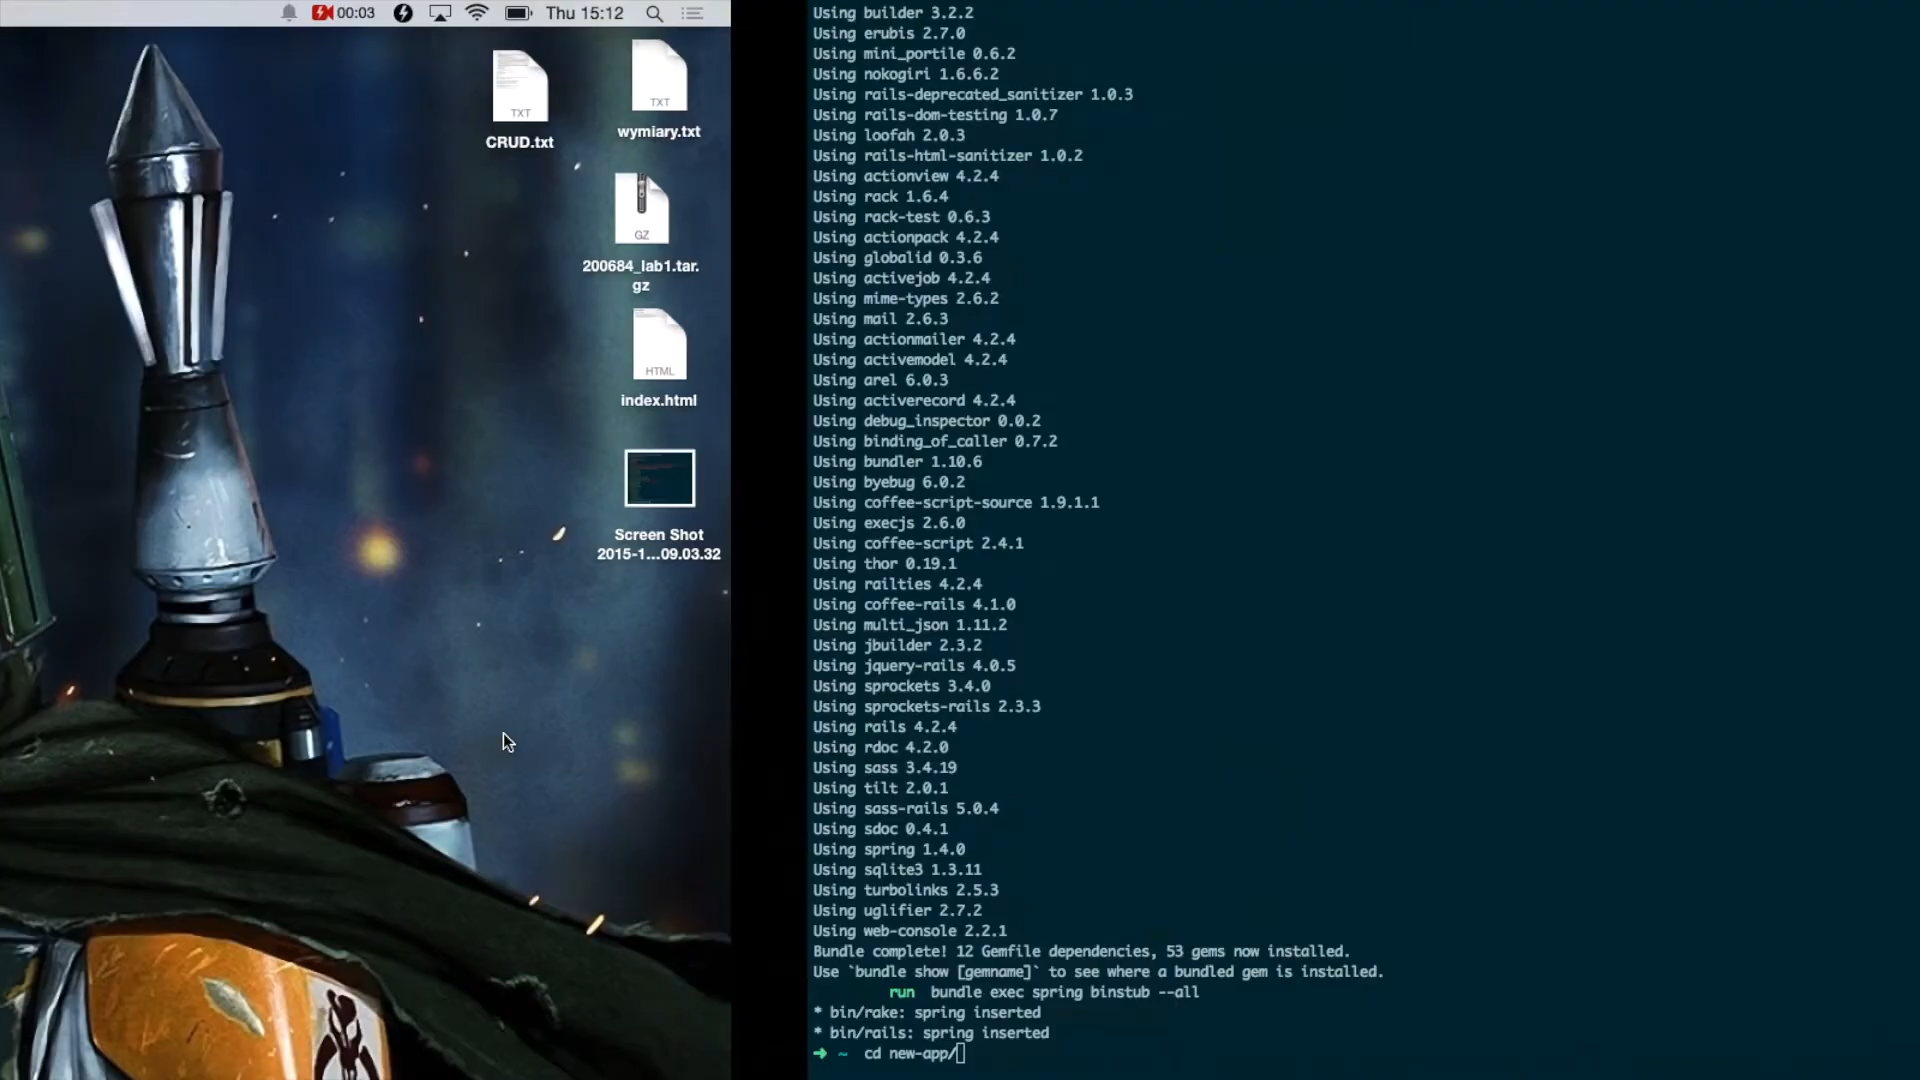 00:03 Thu 15:12
TXT
CRUD.txt
TXT
wymiary.txt
GZ
200684_lab1.tar.
gz
HTML
index.html
Screen Shot
2015-1...09.03.32
Using builder 3.2.2
Using erubis 2.7.0
Using mini_portile 0.6.2
Using nokogiri 1.6.6.2
Using rails-deprecated_sanitizer 1.0.3
Using rails-dom-testing 1.0.7
Using loofah 2.0.3
Using rails-html-sanitizer 1.0.2
Using actionview 4.2.4
Using rack 1.6.4
Using rack-test 0.6.3
Using actionpack 4.2.4
Using globalid 0.3.6
Using activejob 4.2.4
Using mime-types 2.6.2
Using mail 2.6.3
Using actionmailer 4.2.4
Using activemodel 4.2.4
Using arel 6.0.3
Using activerecord 4.2.4
Using debug_inspector 0.0.2
Using binding_of_caller 0.7.2
Using bundler 1.10.6
Using byebug 6.0.2
Using coffee-script-source 1.9.1.1
Using execjs 2.6.0
Using coffee-script 2.4.1
Using thor 0.19.1
Using railties 4.2.4
Using coffee-rails 4.1.0
Using multi_json 1.11.2
Using jbuilder 2.3.2
Using jquery-rails 4.0.5
Using sprockets 3.4.0
Using sprockets-rails 2.3.3
Using rails 4.2.4
Using rdoc 4.2.0
Using sass 3.4.19
Using tilt 2.0.1
Using sass-rails 5.0.4
Using sdoc 0.4.1
Using spring 1.4.0
Using sqlite3 1.3.11
Using turbolinks 2.5.3
Using uglifier 2.7.2
Using web-console 2.2.1
Bundle complete! 12 Gemfile dependencies, 53 gems now installed.
Use `bundle show [gemname]` to see where a bundled gem is installed.
run bundle exec spring binstub --all
* bin/rake: spring inserted
* bin/rails: spring inserted
➜ ~ cd new-app/